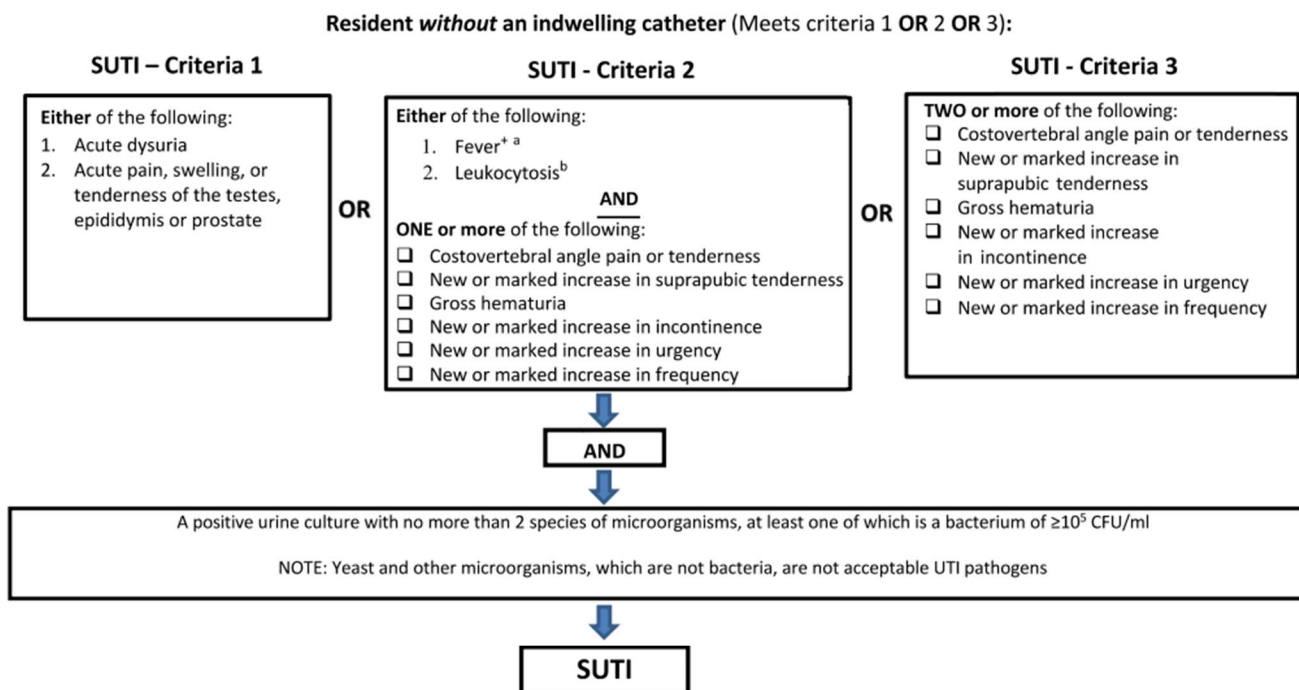 Resident without an indwelling catheter (Meets criteria 1 OR 2 OR 3):
SUTI – Criteria 1
Either of the following:
1. Acute dysuria
2. Acute pain, swelling, or
tenderness of the testes,
epididymis or prostate
OR
SUTI - Criteria 2
Either of the following:
1. Fever⁺ ᵃ
2. Leukocytosisᵇ
AND
ONE or more of the following:
❑ Costovertebral angle pain or tenderness
❑ New or marked increase in suprapubic tenderness
❑ Gross hematuria
❑ New or marked increase in incontinence
❑ New or marked increase in urgency
❑ New or marked increase in frequency
OR
SUTI - Criteria 3
TWO or more of the following:
❑ Costovertebral angle pain or tenderness
❑ New or marked increase in
suprapubic tenderness
❑ Gross hematuria
❑ New or marked increase
in incontinence
❑ New or marked increase in urgency
❑ New or marked increase in frequency
AND
A positive urine culture with no more than 2 species of microorganisms, at least one of which is a bacterium of ≥10⁵ CFU/ml
NOTE: Yeast and other microorganisms, which are not bacteria, are not acceptable UTI pathogens
SUTI